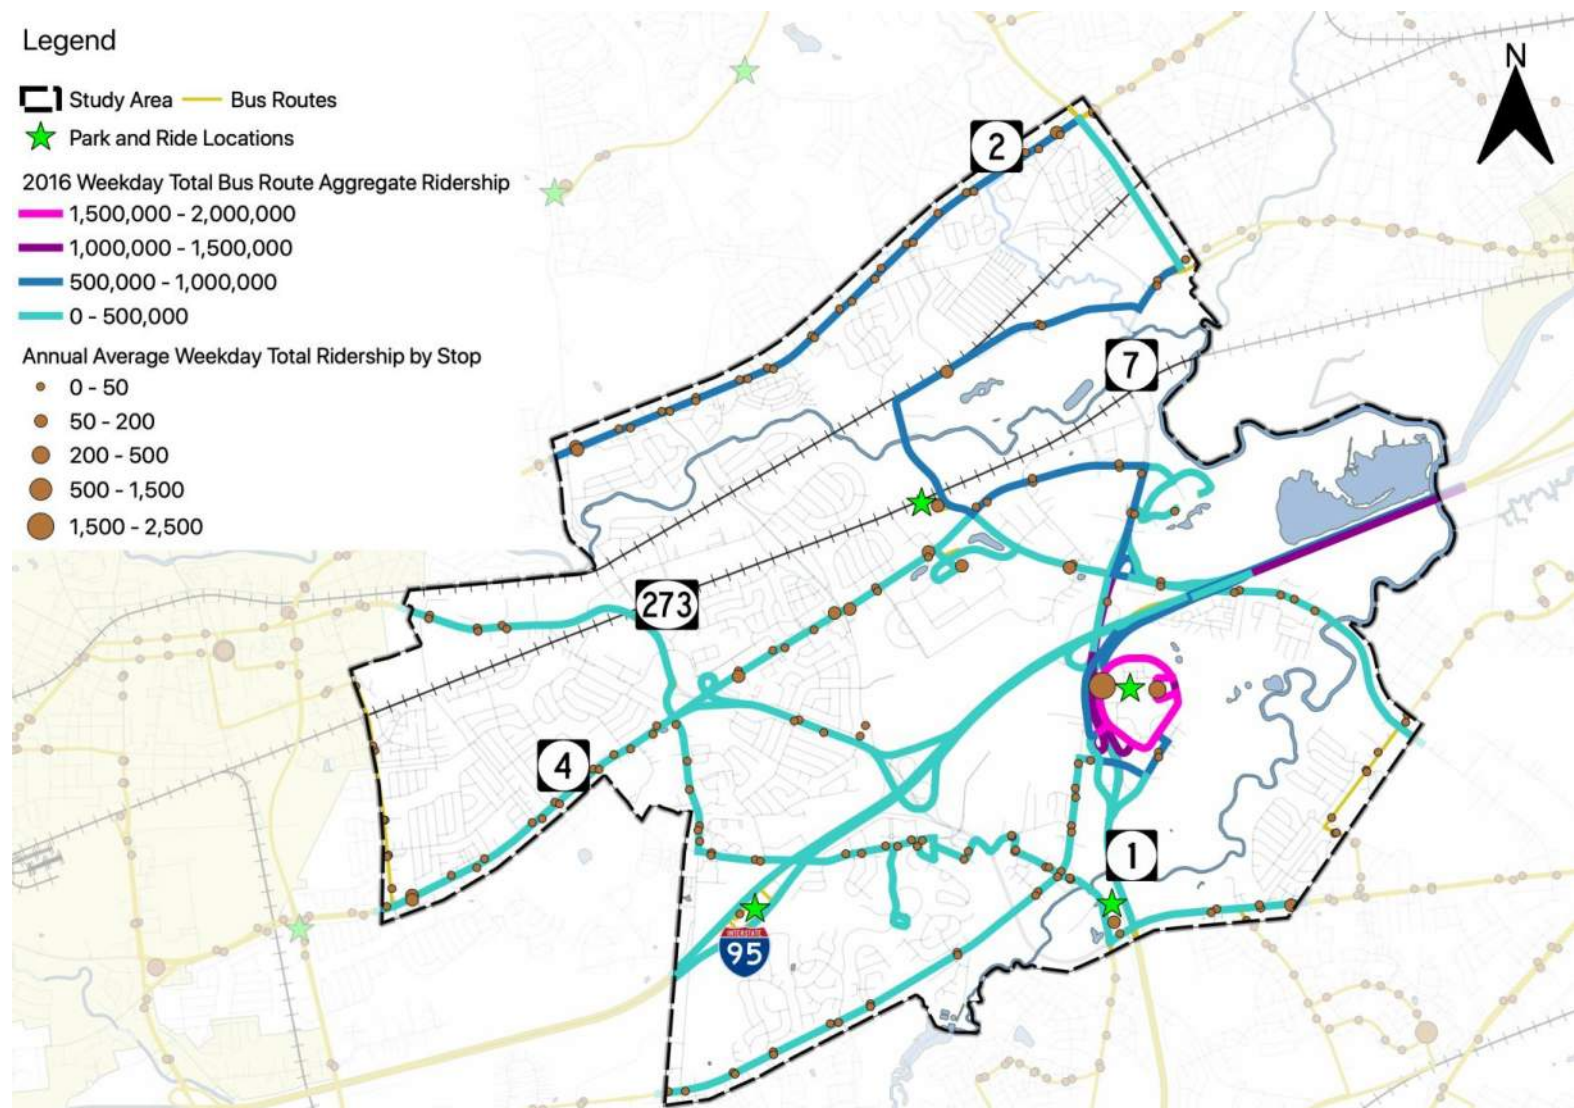 Legend
Study Area
Bus Routes
Park and Ride Locations
2016 Weekday Total Bus Route Aggregate Ridership
1,500,000 - 2,000,000
1,000,000 - 1,500,000
500,000 - 1,000,000
0 - 500,000
Annual Average Weekday Total Ridership by Stop
0 - 50
50 - 200
200 - 500
500 - 1,500
1,500 - 2,500
N
2
7
273
4
1
INTERSTATE
95